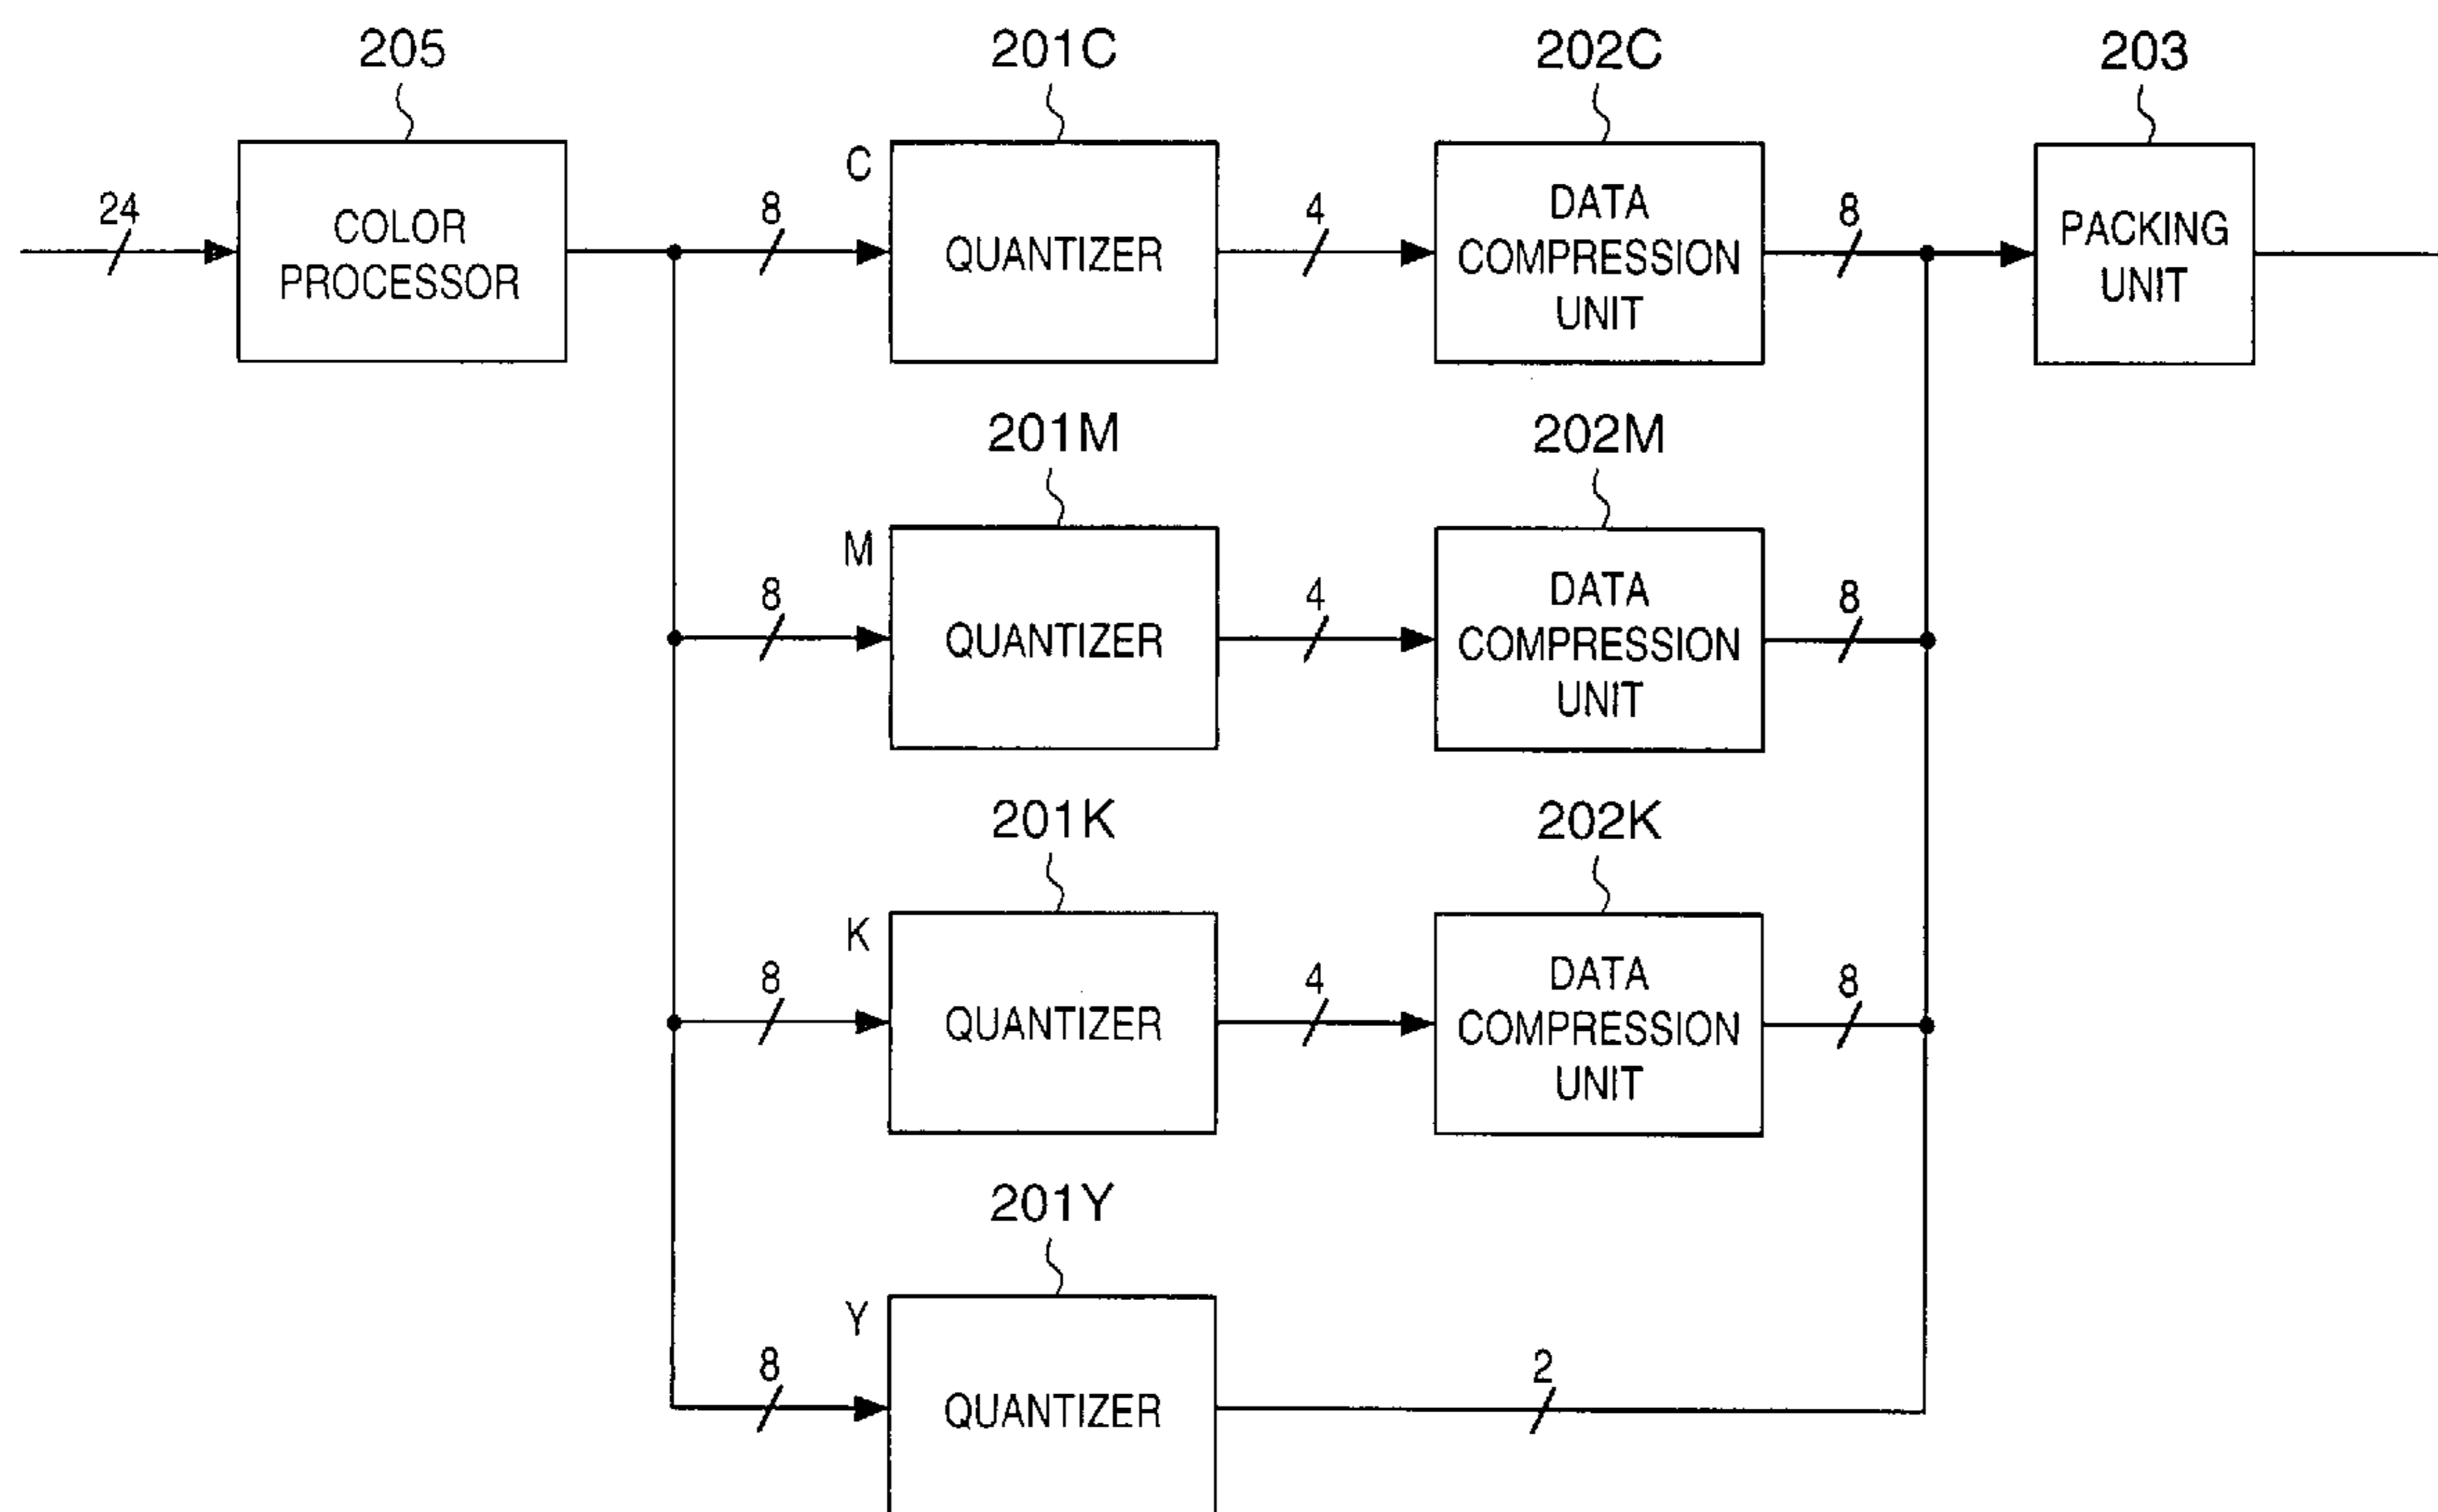 205
201C
202C
203
24
COLOR
PROCESSOR
8
C
QUANTIZER
4
DATA
COMPRESSION
UNIT
8
PACKING
UNIT
201M
202M
8
M
QUANTIZER
4
DATA
COMPRESSION
UNIT
8
201K
202K
8
K
QUANTIZER
4
DATA
COMPRESSION
UNIT
8
201Y
8
Y
QUANTIZER
2